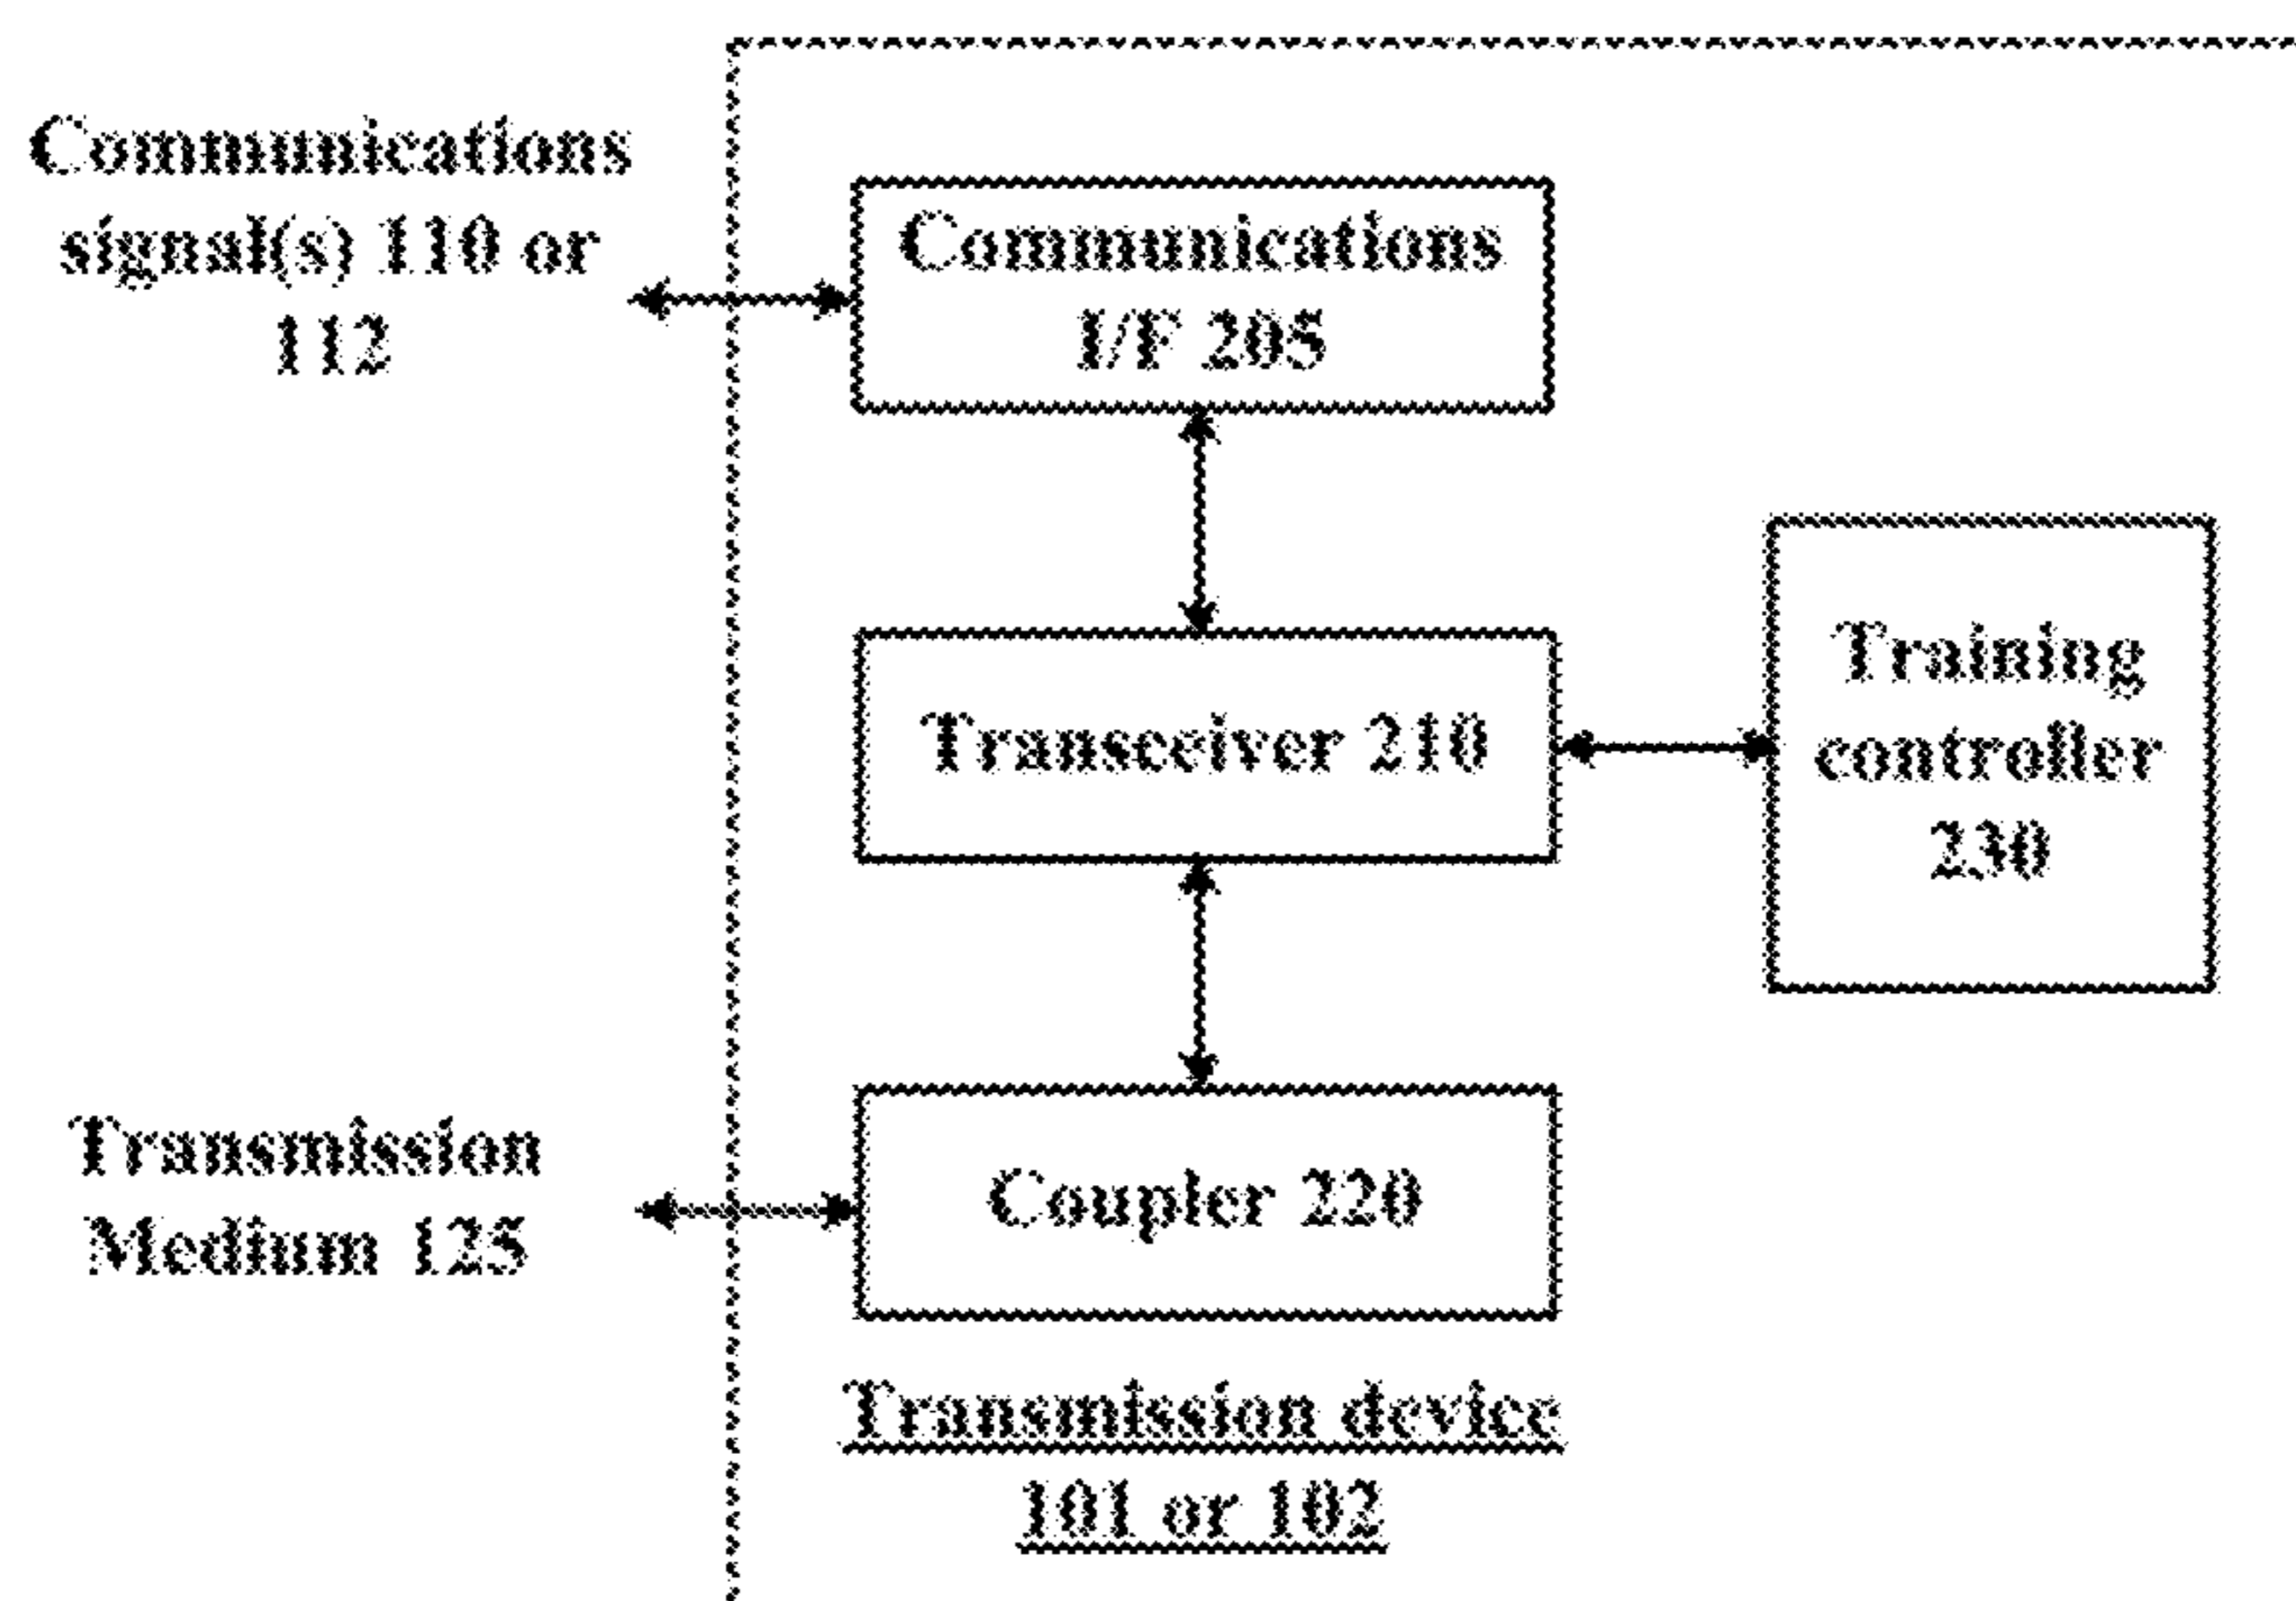 Communications
signal(s) 110 or
112
Communications
I/F 205
Transceiver 210
Training
controller
230
Transmission
Medium 125
Coupler 220
Transmission device
101 or 102